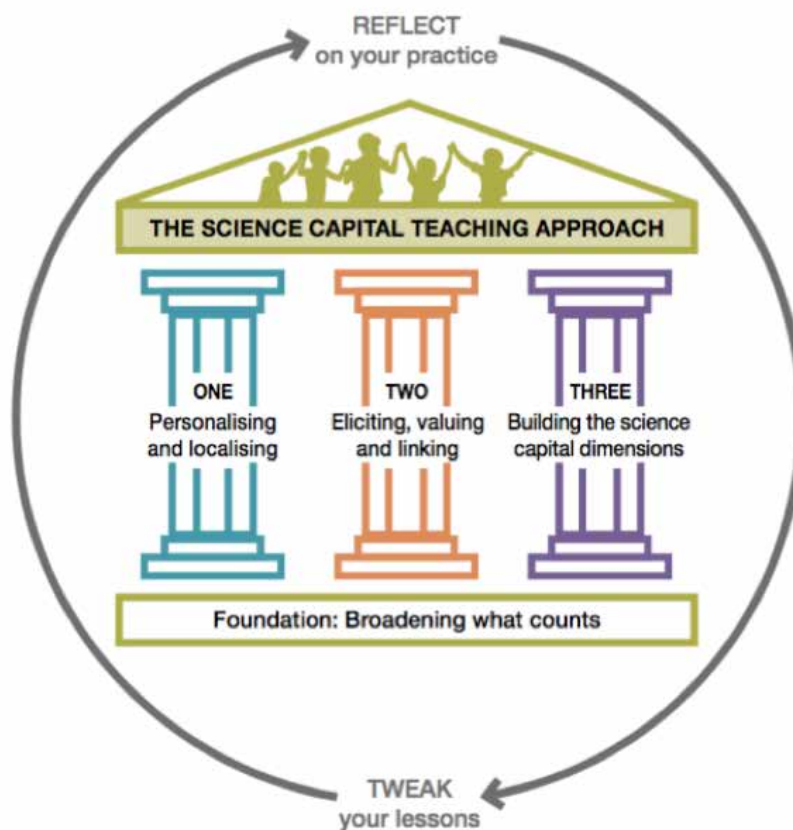 REFLECT
on your practice
THE SCIENCE CAPITAL TEACHING APPROACH
ONE
Personalising
and localising
TWO
Eliciting, valuing
and linking
THREE
Building the science
capital dimensions
Foundation: Broadening what counts
TWEAK
your lessons